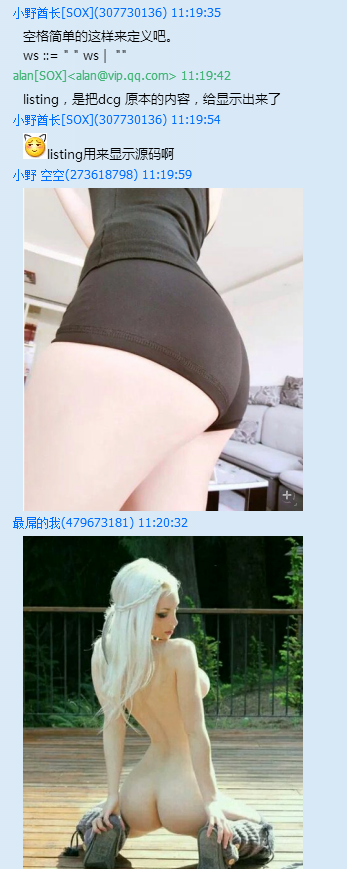 小野酋长[SOX](307730136) 11:19:35
空格简单的这样来定义吧。
ws ::= " " ws | ""
alan[SOX]<alan@vip.qq.com> 11:19:42
listing，是把dcg 原本的内容，给显示出来了
小野酋长[SOX](307730136) 11:19:54
listing用来显示源码啊
小野 空空(273618798) 11:19:59
最屌的我(479673181) 11:20:32